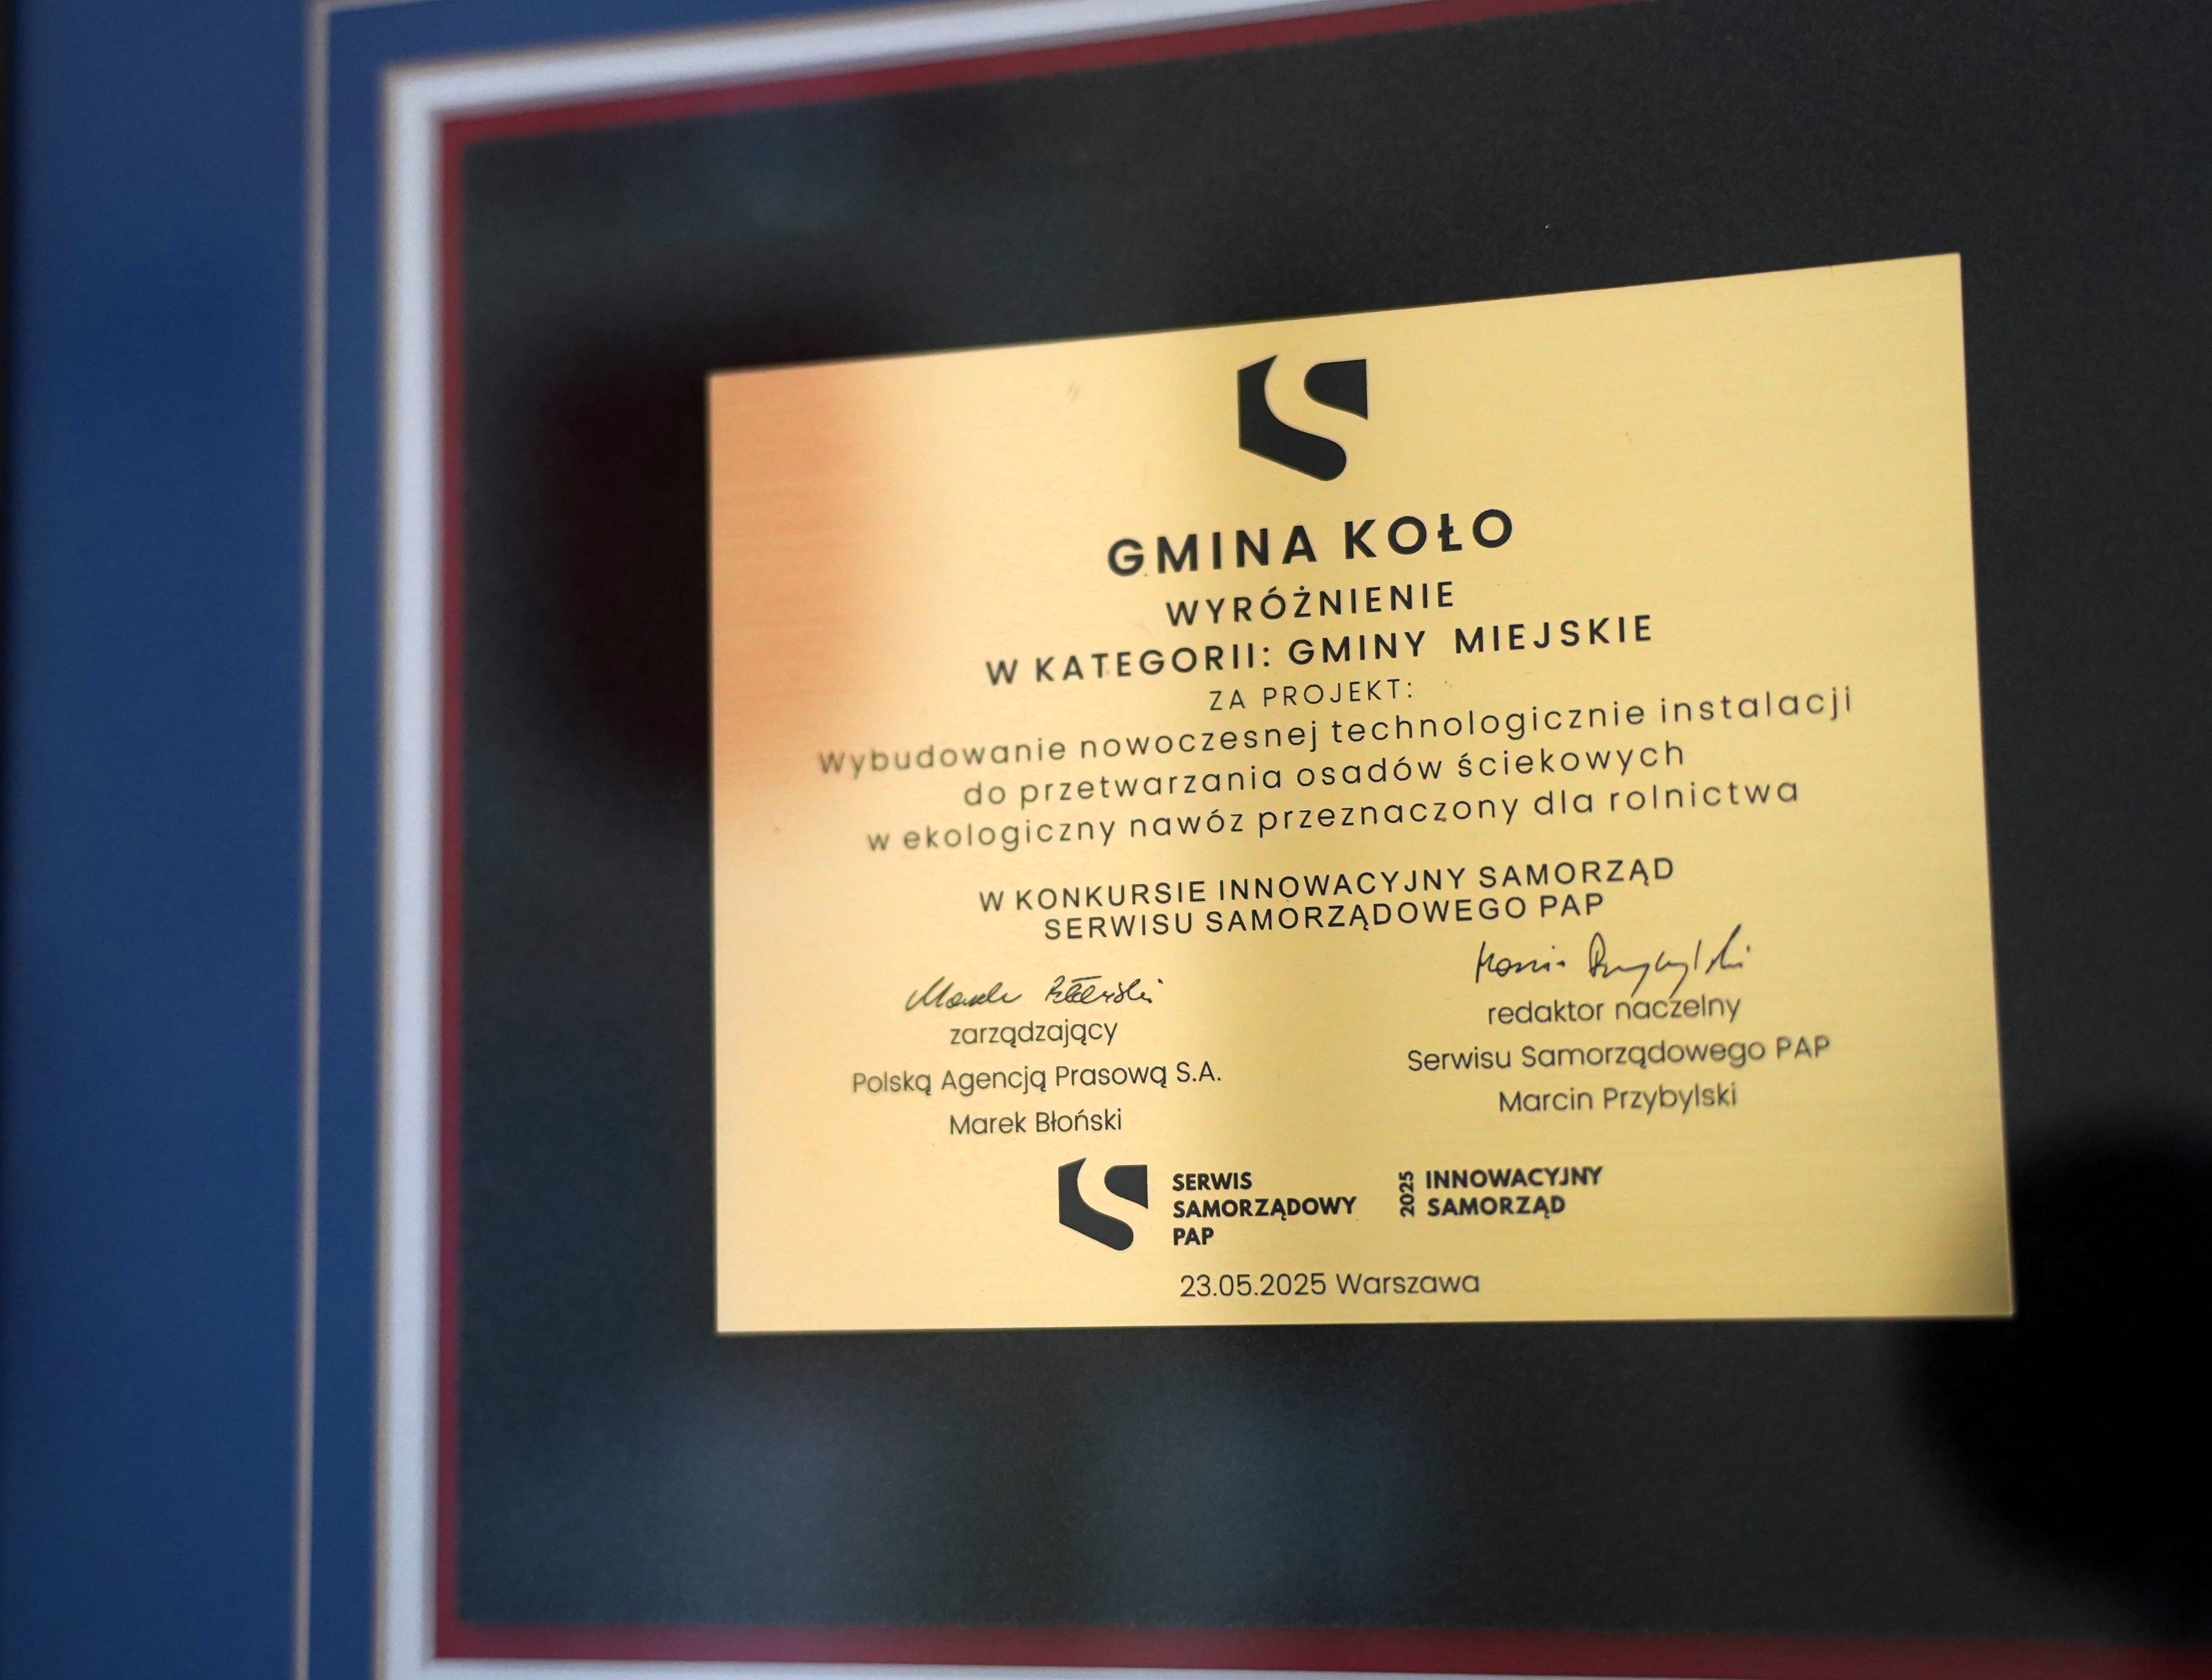 GMINA KOŁO
WYRÓŻNIENIE
W KATEGORII: GMINY MIEJSKIE
ZA PROJEKT:
Wybudowanie nowoczesnej technologicznie instalacji
do przetwarzania osadów ściekowych
w ekologiczny nawóz przeznaczony dla rolnictwa
W KONKURSIE INNOWACYJNY SAMORZĄD
SERWISU SAMORZĄDOWEGO PAP
zarządzający
Polską Agencją Prasową S.A.
Marek Błoński
redaktor naczelny
Serwisu Samorządowego PAP
Marcin Przybylski
SERWIS
SAMORZĄDOWY
PAP
2025
INNOWACYJNY
SAMORZĄD
23.05.2025 Warszawa